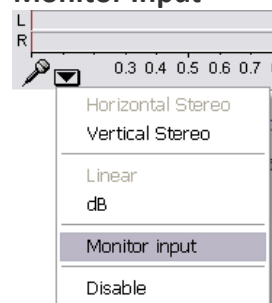 Monitor input
L
R
0.3 0.4 0.5 0.6 0.7
Horizontal Stereo
Vertical Stereo
Linear
dB
Monitor input
Disable